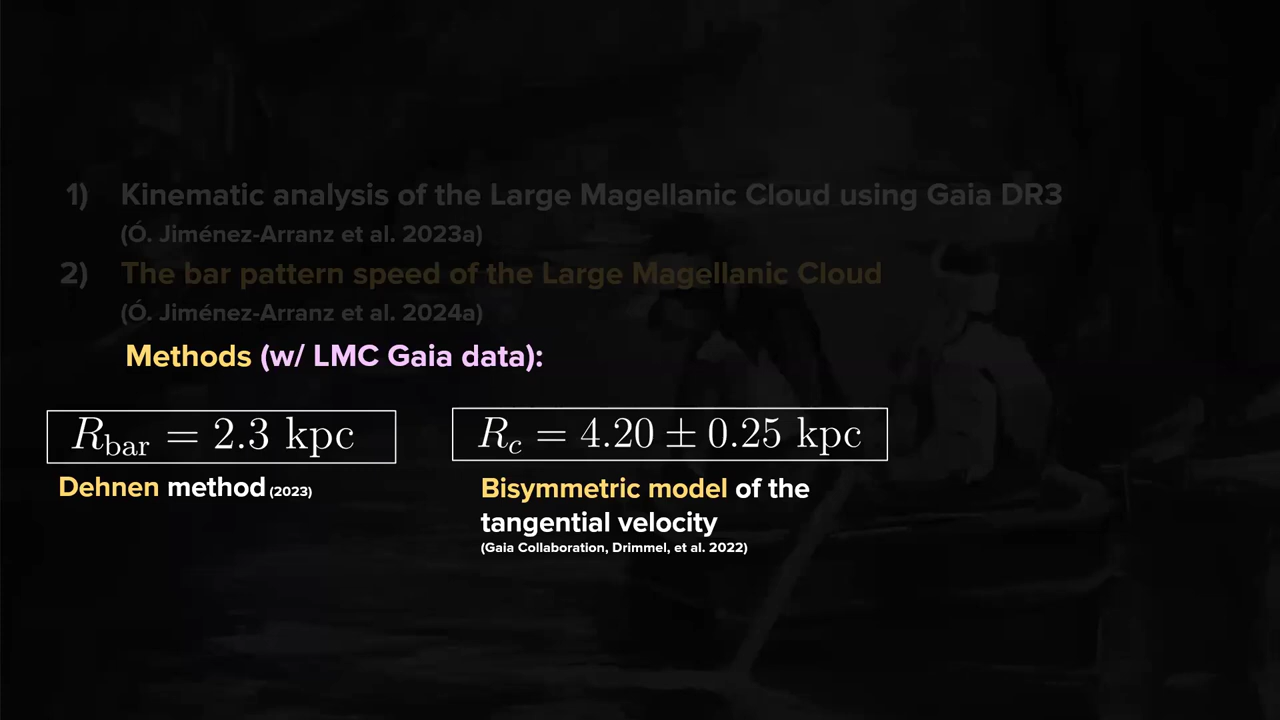 1) Kinematic analysis of the Large Magellanic Cloud using Gaia DR3
(Ó. Jiménez-Arranz et al. 2023a)
2) The bar pattern speed of the Large Magellanic Cloud
(Ó. Jiménez-Arranz et al. 2024a)
Methods (w/ LMC Gaia data):
R_bar = 2.3 kpc
Dehnen method (2023)
R_c = 4.20 ± 0.25 kpc
Bisymmetric model of the
tangential velocity
(Gaia Collaboration, Drimmel, et al. 2022)